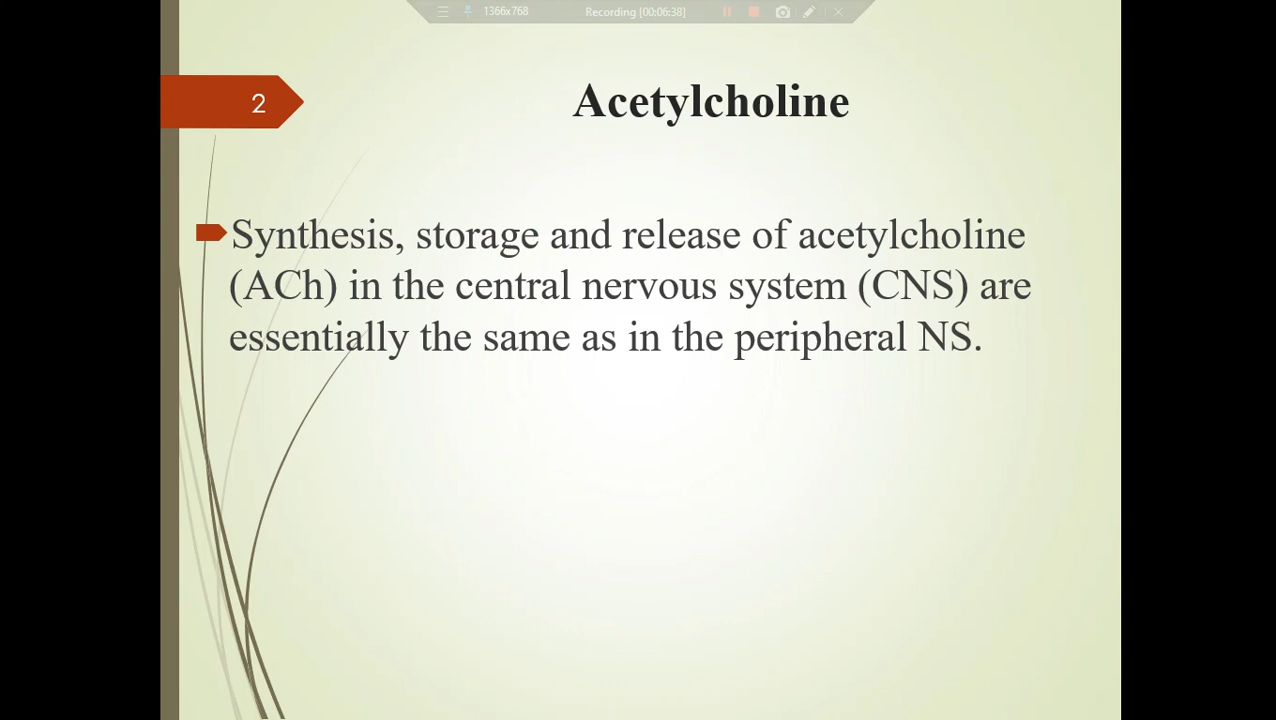 1366x768 Recording [00:06:38]
2
Acetylcholine
Synthesis, storage and release of acetylcholine
(ACh) in the central nervous system (CNS) are
essentially the same as in the peripheral NS.